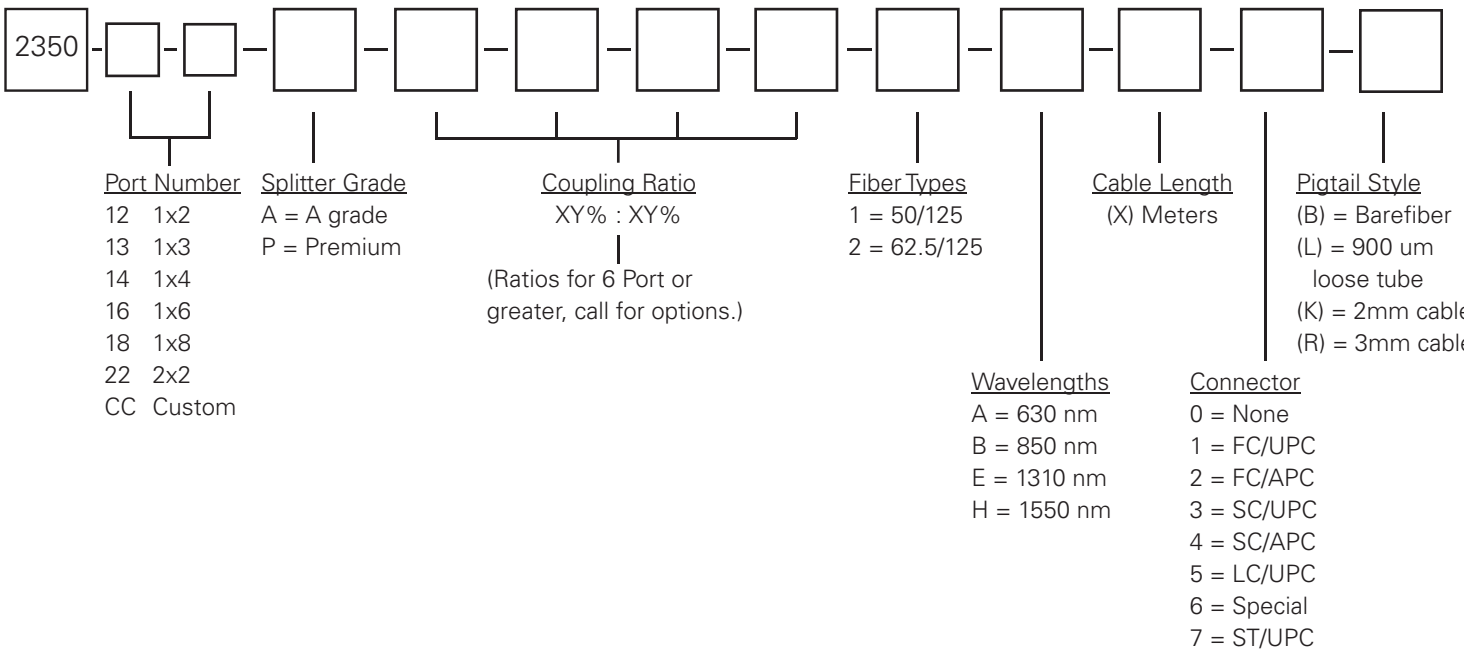 2350
Port Number
12 1x2
13 1x3
14 1x4
16 1x6
18 1x8
22 2x2
CC Custom
Splitter Grade
A = A grade
P = Premium
Coupling Ratio
XY% : XY%
(Ratios for 6 Port or
greater, call for options.)
Fiber Types
1 = 50/125
2 = 62.5/125
Wavelengths
A = 630 nm
B = 850 nm
E = 1310 nm
H = 1550 nm
Cable Length
(X) Meters
Connector
0 = None
1 = FC/UPC
2 = FC/APC
3 = SC/UPC
4 = SC/APC
5 = LC/UPC
6 = Special
7 = ST/UPC
Pigtail Style
(B) = Barefiber
(L) = 900 um
loose tube
(K) = 2mm cable
(R) = 3mm cable